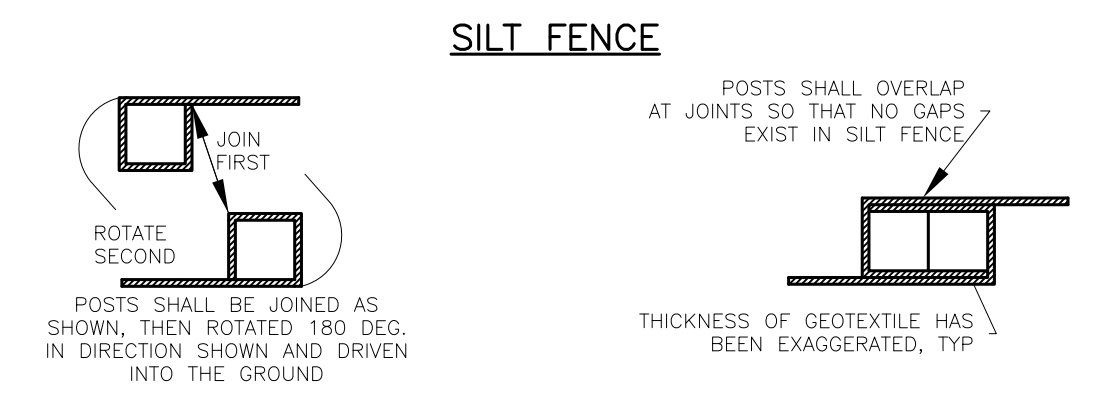 SILT FENCE
JOIN
FIRST
ROTATE
SECOND
POSTS SHALL BE JOINED AS
SHOWN, THEN ROTATED 180 DEG.
IN DIRECTION SHOWN AND DRIVEN
INTO THE GROUND
POSTS SHALL OVERLAP
AT JOINTS SO THAT NO GAPS
EXIST IN SILT FENCE
THICKNESS OF GEOTEXTILE HAS
BEEN EXAGGERATED, TYP